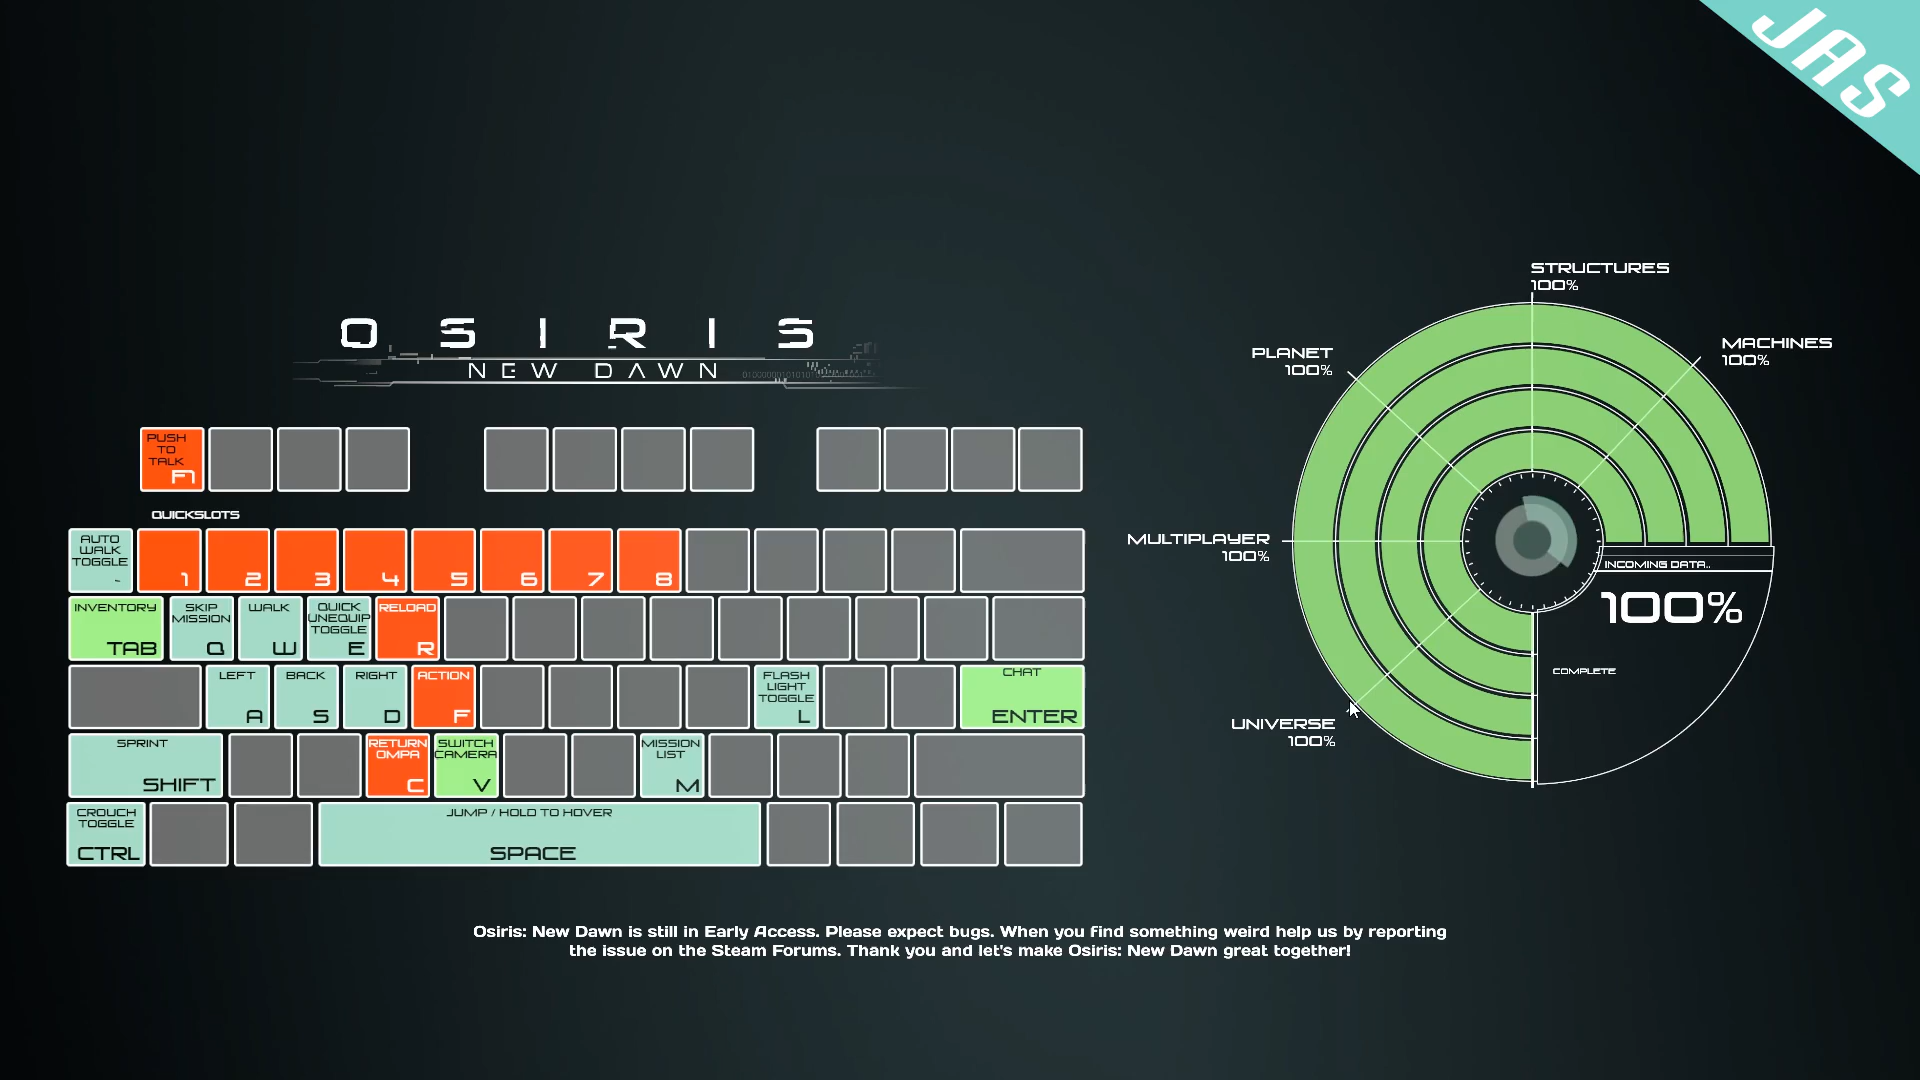 JAS
OSIRIS
NEW DAWN
STRUCTURES
100%
PLANET
100%
MACHINES
100%
MULTIPLAYER
100%
UNIVERSE
100%
INCOMING DATA..
100%
COMPLETE
PUSH
TO
TALK
F1
QUICKSLOTS
AUTO
WALK
TOGGLE
~
1
2
3
4
5
6
7
8
INVENTORY
TAB
SKIP
MISSION
Q
WALK
W
QUICK
UNEQUIP
TOGGLE
E
RELOAD
R
LEFT
A
BACK
S
RIGHT
D
ACTION
F
FLASH
LIGHT
TOGGLE
L
CHAT
ENTER
SPRINT
SHIFT
RETURN
OMPA
C
SWITCH
CAMERA
V
MISSION
LIST
M
CROUCH
TOGGLE
CTRL
JUMP / HOLD TO HOVER
SPACE
Osiris: New Dawn is still in Early Access. Please expect bugs. When you find something weird help us by reporting
the issue on the Steam Forums. Thank you and let's make Osiris: New Dawn great together!